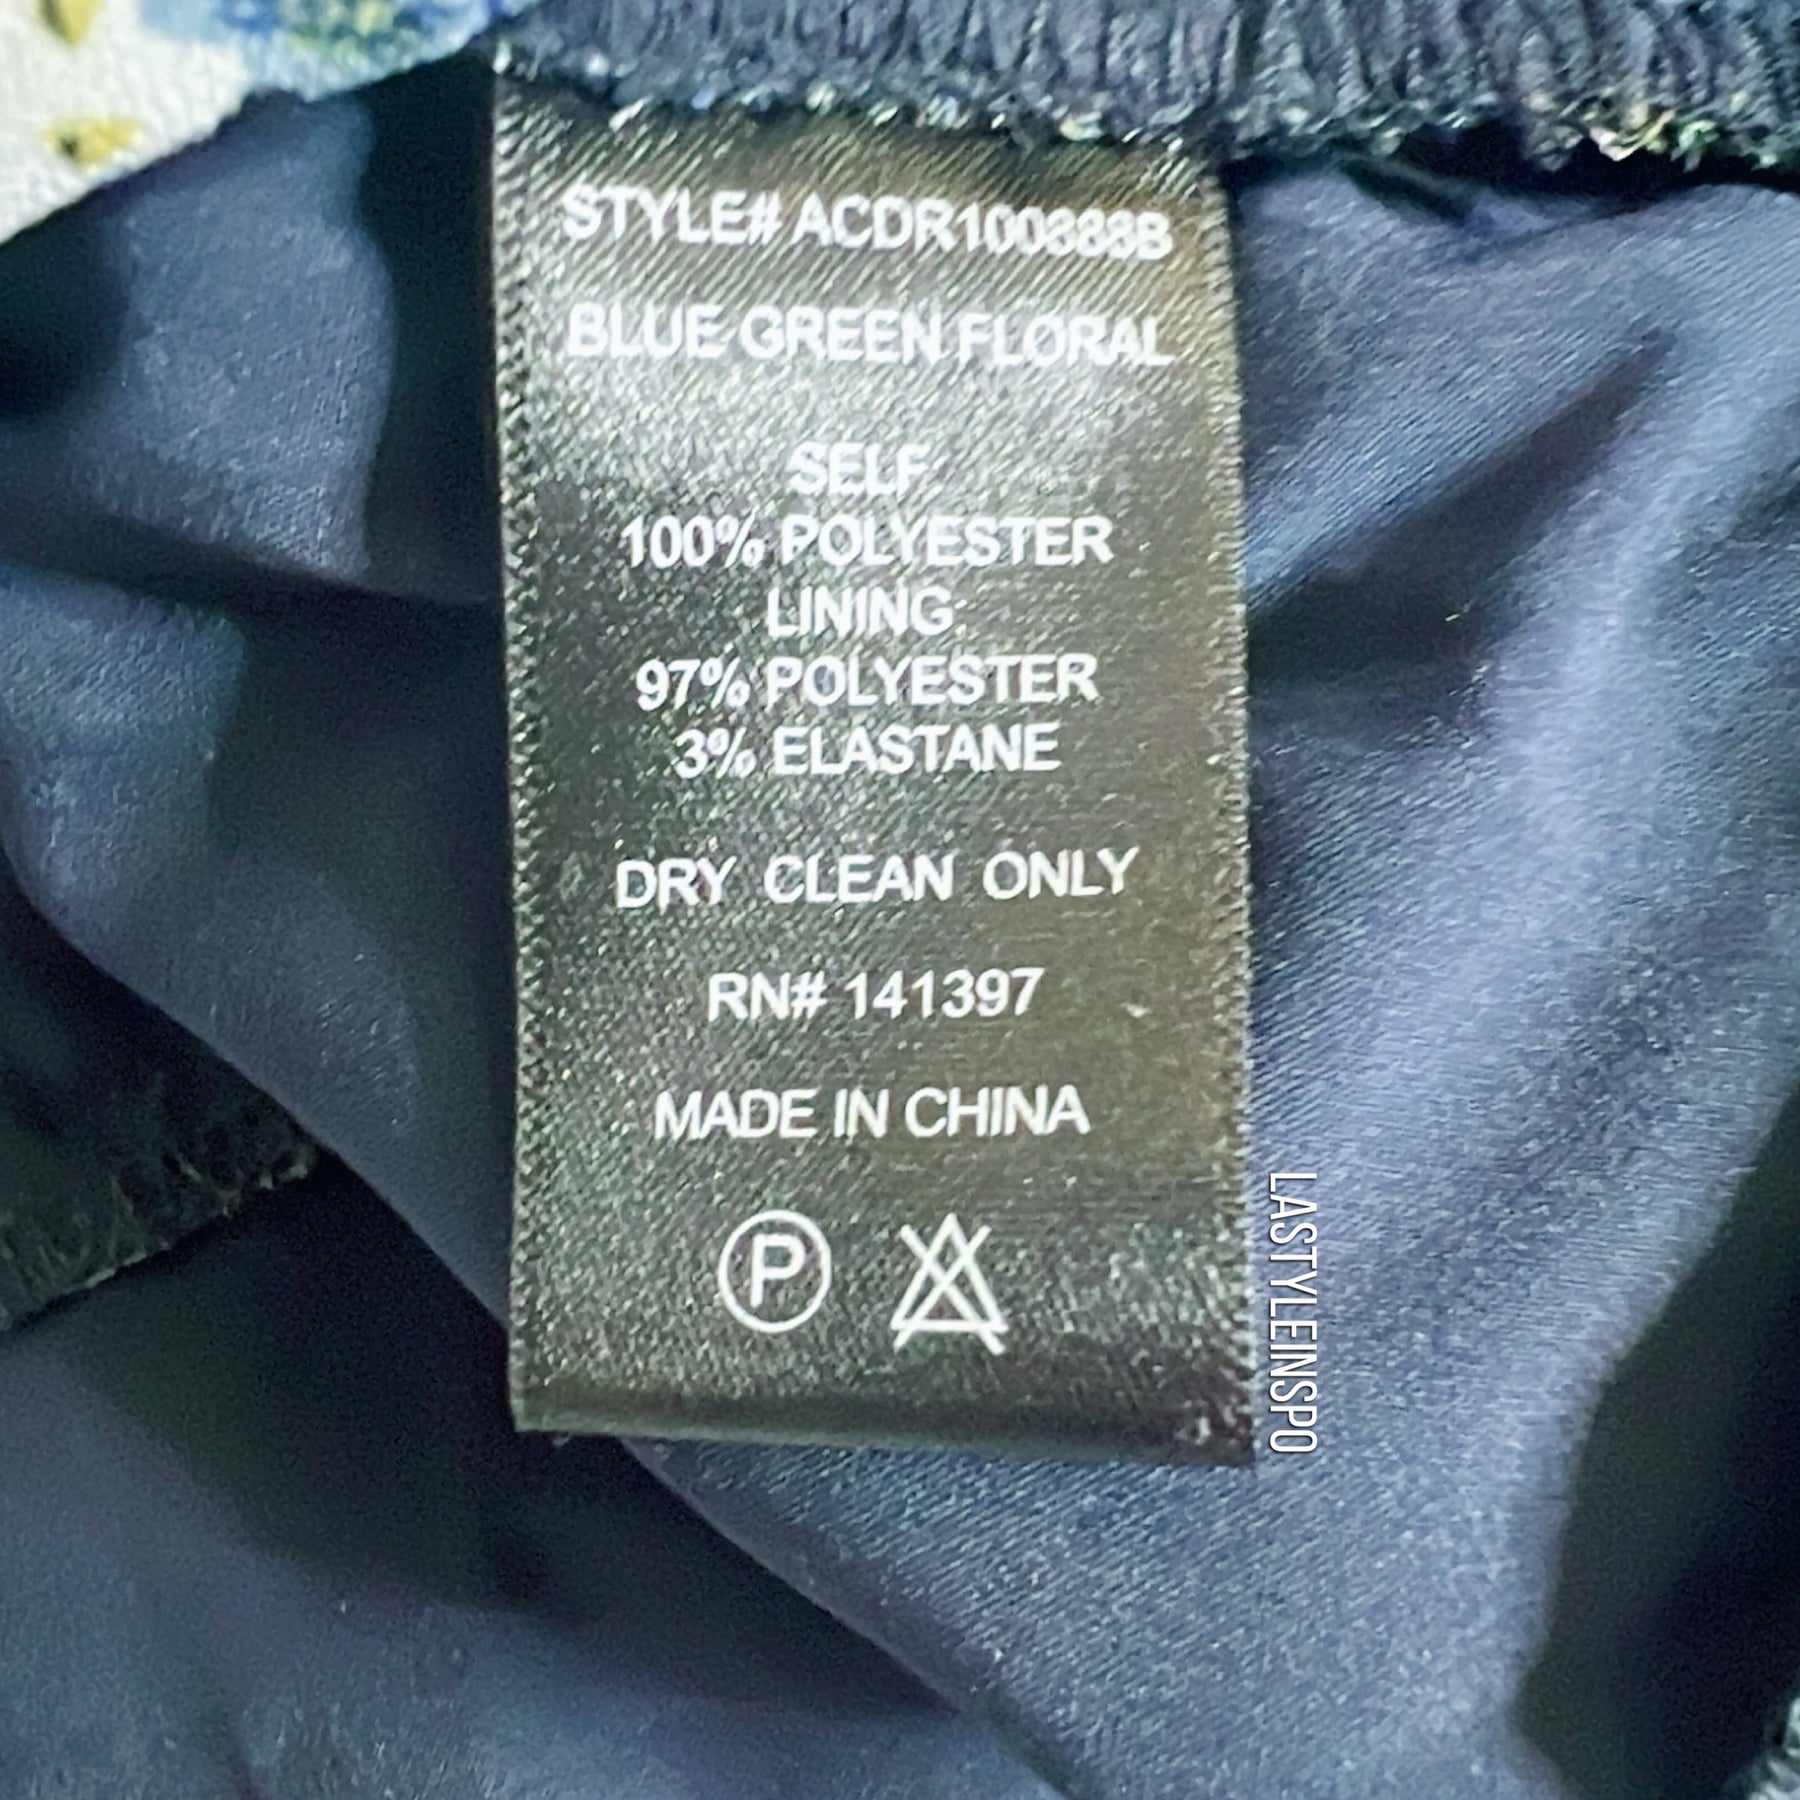 STYLE# ACDR100888B
BLUE GREEN FLORAL
SELF:
100% POLYESTER
LINING:
97% POLYESTER
3% ELASTANE
DRY CLEAN ONLY
RN# 141397
MADE IN CHINA
P
LASTYLEINSPO